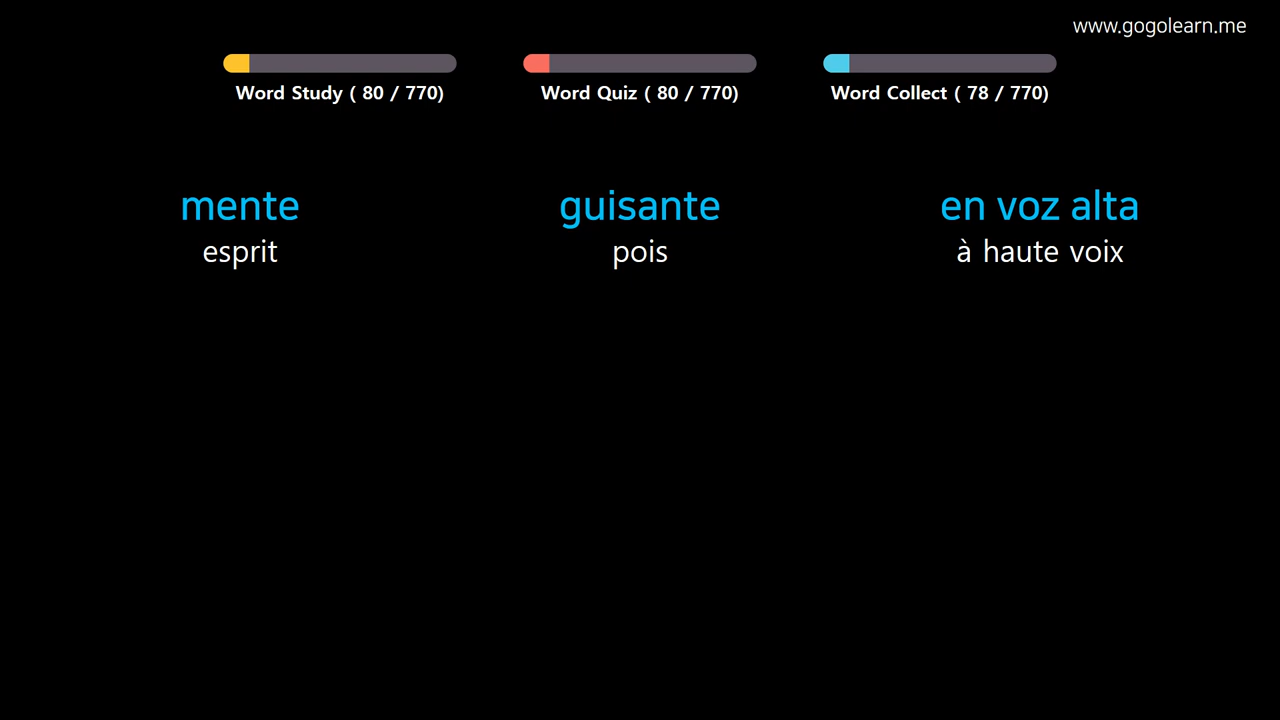 www.gogolearn.me
Word Study ( 80 / 770)
Word Quiz ( 80 / 770)
Word Collect ( 78 / 770)
mente
esprit
guisante
pois
en voz alta
à haute voix